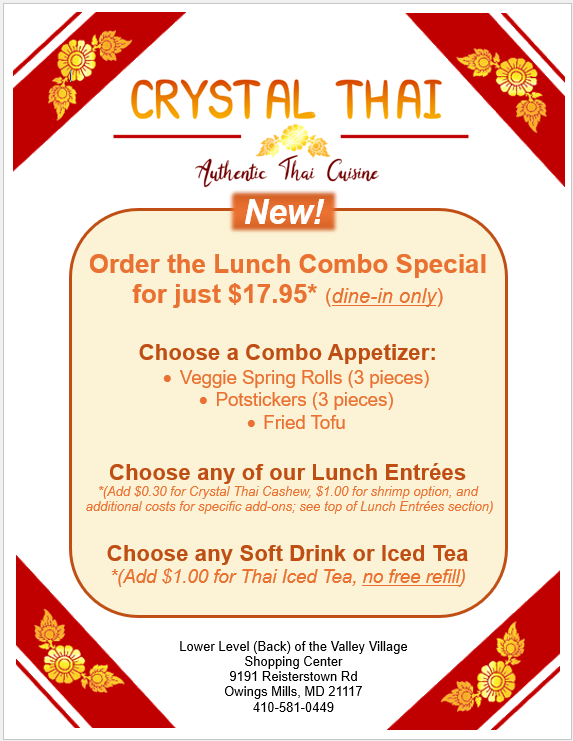 CRYSTAL THAI
Authentic Thai Cuisine
New!
Order the Lunch Combo Special
for just $17.95* (dine-in only)
Choose a Combo Appetizer:
• Veggie Spring Rolls (3 pieces)
• Potstickers (3 pieces)
• Fried Tofu
Choose any of our Lunch Entrées
*(Add $0.30 for Crystal Thai Cashew, $1.00 for shrimp option, and
additional costs for specific add-ons; see top of Lunch Entrées section)
Choose any Soft Drink or Iced Tea
*(Add $1.00 for Thai Iced Tea, no free refill)
Lower Level (Back) of the Valley Village
Shopping Center
9191 Reisterstown Rd
Owings Mills, MD 21117
410-581-0449